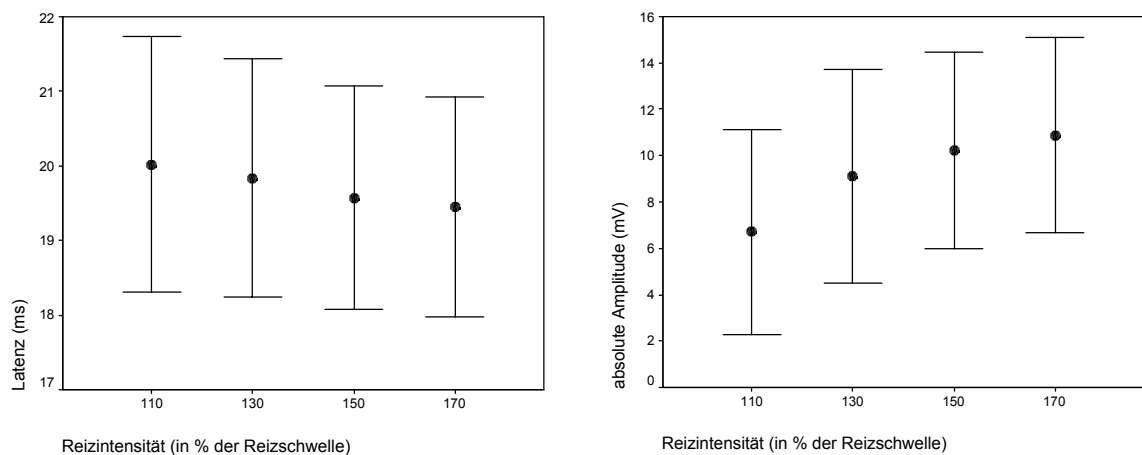 22
21
20
19
18
17
Latenz (ms)
110 130 150 170
Reizintensität (in % der Reizschwelle)
16
14
12
10
8
6
4
2
0
absolute Amplitude (mV)
110 130 150 170
Reizintensität (in % der Reizschwelle)